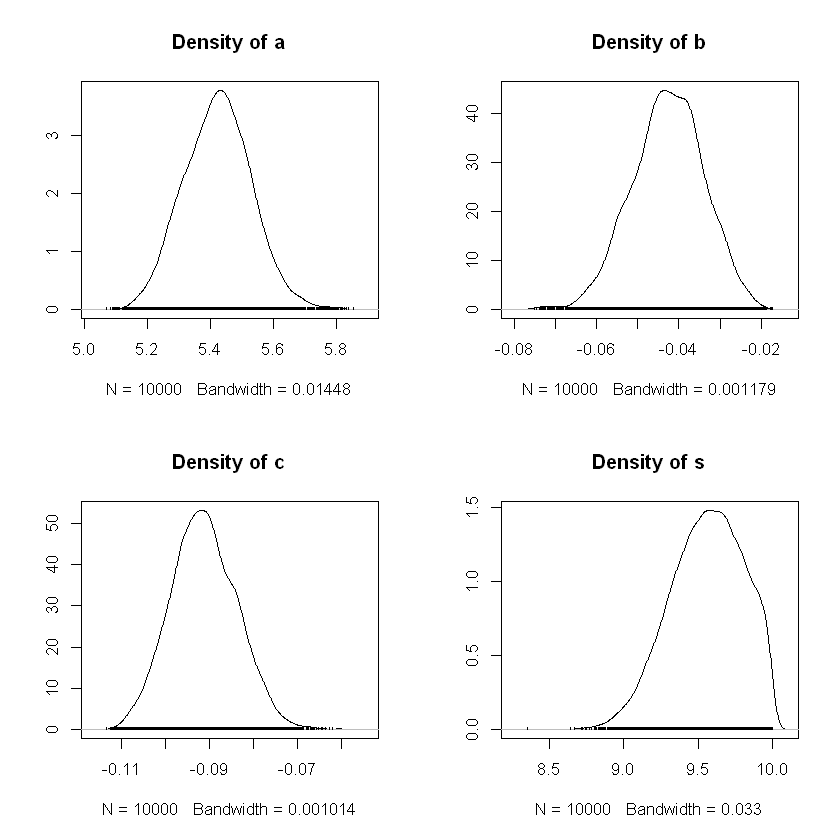 Density of a
3
2
1
0
5.0 5.2 5.4 5.6 5.8
N = 10000 Bandwidth = 0.01448
Density of b
40
30
20
10
0
-0.08 -0.06 -0.04 -0.02
N = 10000 Bandwidth = 0.001179
Density of c
50
40
30
20
10
0
-0.11 -0.09 -0.07
N = 10000 Bandwidth = 0.001014
Density of s
1.5
1.0
0.5
0.0
8.5 9.0 9.5 10.0
N = 10000 Bandwidth = 0.033